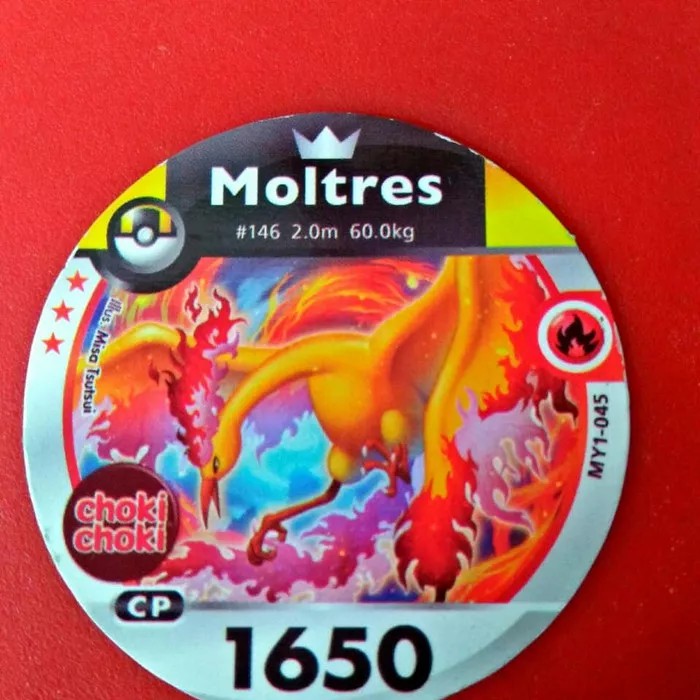 Moltres
#146 2.0m 60.0kg
Illus. Misa Tsutsui
MY1-045
choki
choki
CP
1650